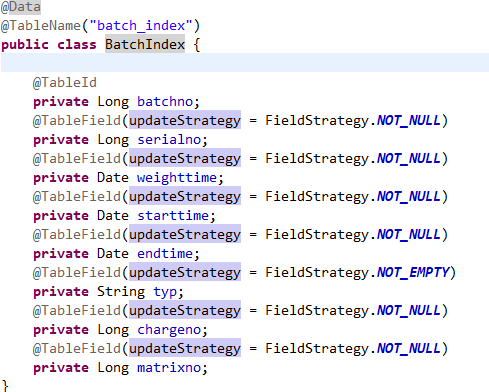 @Data
@TableName("batch_index")
public class BatchIndex {
@TableId
private Long batchno;
@TableField(updateStrategy = FieldStrategy.NOT_NULL)
private Long serialno;
@TableField(updateStrategy = FieldStrategy.NOT_NULL)
private Date weighttime;
@TableField(updateStrategy = FieldStrategy.NOT_NULL)
private Date starttime;
@TableField(updateStrategy = FieldStrategy.NOT_NULL)
private Date endtime;
@TableField(updateStrategy = FieldStrategy.NOT_EMPTY)
private String typ;
@TableField(updateStrategy = FieldStrategy.NOT_NULL)
private Long chargeno;
@TableField(updateStrategy = FieldStrategy.NOT_NULL)
private Long matrixno;
}